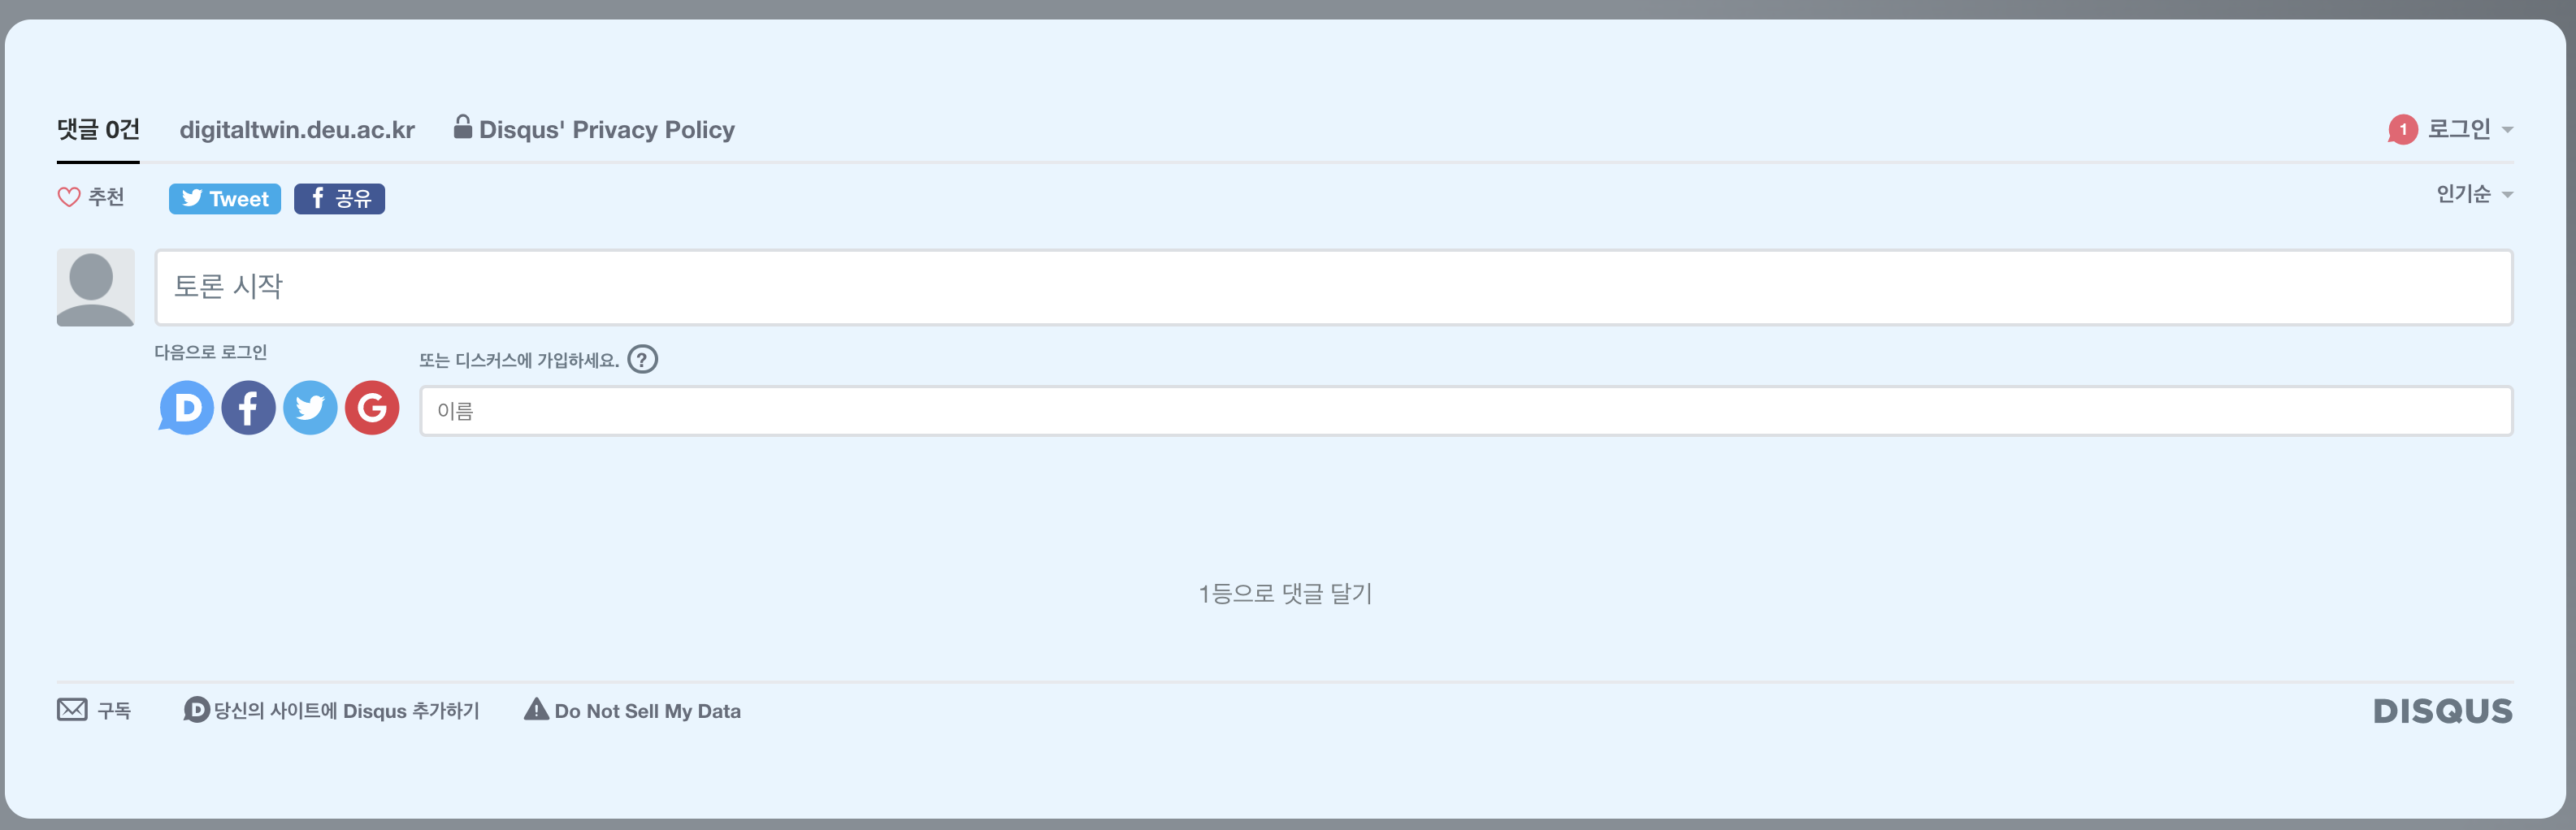 댓글 0건 digitaltwin.deu.ac.kr Disqus' Privacy Policy 1 로그인
추천 Tweet 공유 인기순
토론 시작
다음으로 로그인 또는 디스커스에 가입하세요. ?
D f G 이름
1등으로 댓글 달기
구독 D 당신의 사이트에 Disqus 추가하기 Do Not Sell My Data DISQUS